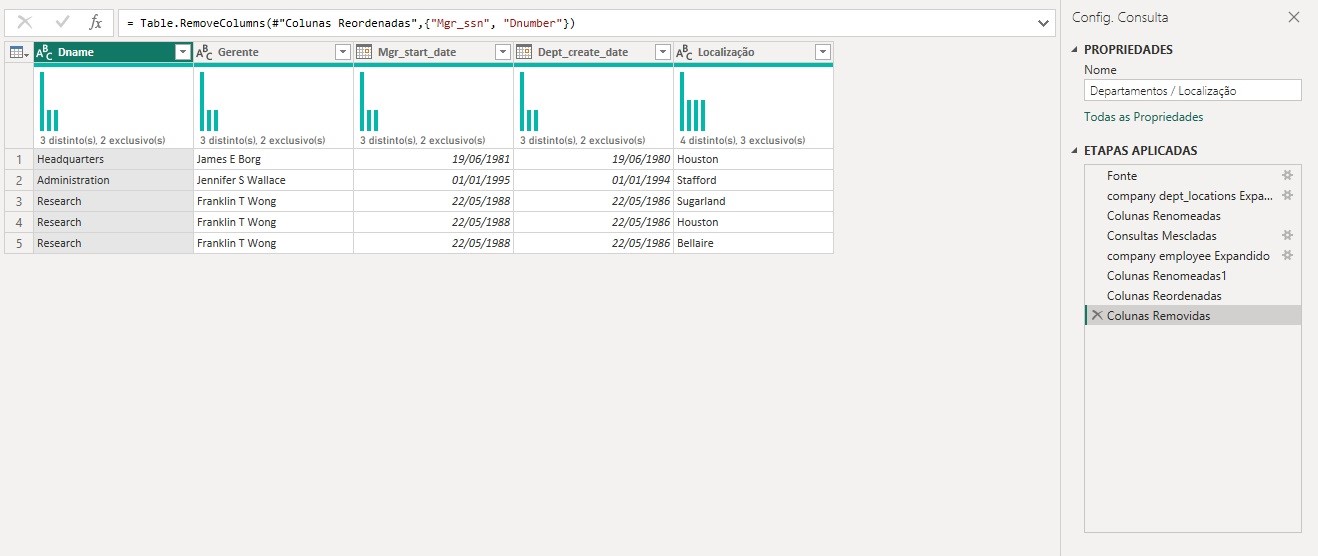 fx = Table.RemoveColumns(#"Colunas Reordenadas",{"Mgr_ssn", "Dnumber"})
ABC Dname ABC Gerente Mgr_start_date Dept_create_date ABC Localização
3 distinto(s), 2 exclusivo(s) 3 distinto(s), 2 exclusivo(s) 3 distinto(s), 2 exclusivo(s) 3 distinto(s), 2 exclusivo(s) 4 distinto(s), 3 exclusivo(s)
1 Headquarters James E Borg 19/06/1981 19/06/1980 Houston
2 Administration Jennifer S Wallace 01/01/1995 01/01/1994 Stafford
3 Research Franklin T Wong 22/05/1988 22/05/1986 Sugarland
4 Research Franklin T Wong 22/05/1988 22/05/1986 Houston
5 Research Franklin T Wong 22/05/1988 22/05/1986 Bellaire
Config. Consulta
PROPRIEDADES
Nome
Departamentos / Localização
Todas as Propriedades
ETAPAS APLICADAS
Fonte
company dept_locations Expa...
Colunas Renomeadas
Consultas Mescladas
company employee Expandido
Colunas Renomeadas1
Colunas Reordenadas
Colunas Removidas